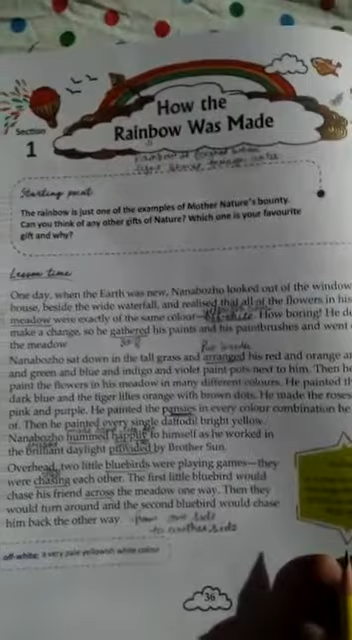 How the
Rainbow Was Made
Section
1
Starting point
The rainbow is just one of the examples of Mother Nature's bounty.
Can you think of any other gifts of Nature? Which one is your favourite
gift and why?
Lesson time
One day, when the Earth was new, Nanabozho looked out of the window
house, beside the wide waterfall, and realised that all of the flowers in his
meadow were exactly of the same colour—off-white. How boring! He de
make a change, so he gathered his paints and his paintbrushes and went
the meadow
Nanabozho sat down in the tall grass and arranged his red and orange a
and green and blue and indigo and violet paint pots next to him. Then he
paint the flowers in his meadow in many different colours. He painted th
dark blue and the tiger lilies orange with brown dots. He made the roses
pink and purple. He painted the pansies in every colour combination he
of. Then he painted every single daffodil bright yellow.
Nanabozho hummed happily to himself as he worked in
the brilliant daylight provided by Brother Sun.
Overhead, two little bluebirds were playing games—they
were chasing each other. The first little bluebird would
chase his friend across the meadow one way. Then they
would turn around and the second bluebird would chase
him back the other way
from one side
to another side
off-white: a very pale yellowish white colour
36